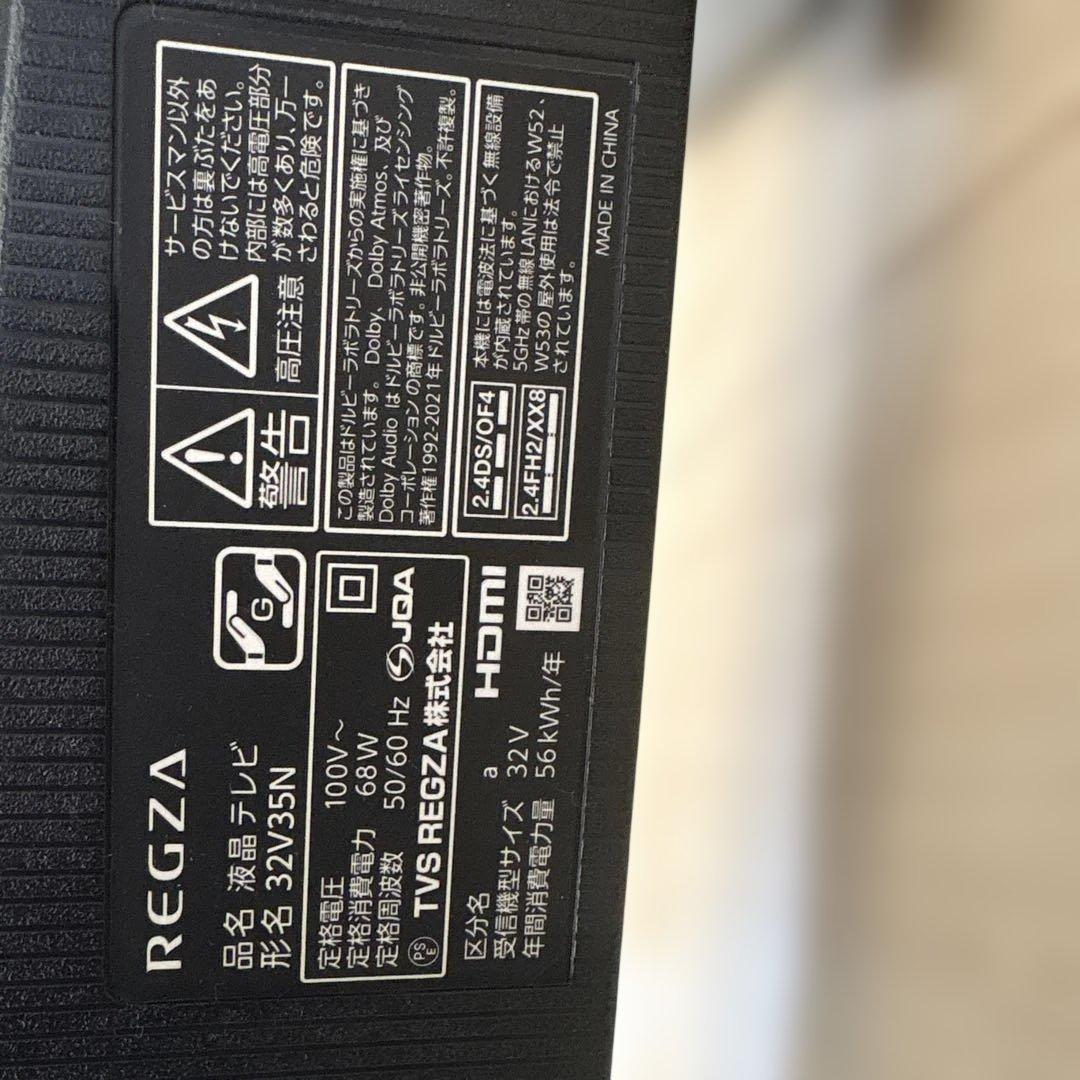 REGZA
品名 液晶テレビ
形名 32V35N
G
定格電圧 100V～
定格消費電力 68W
定格周波数 50/60 Hz
JQA
PS
E
TVS REGZA株式会社
区分名 a
受信機型サイズ 32V
年間消費電力量 56kWh/年
HDMI
警告
高圧注意
サービスマン以外
の方は裏ぶたをあ
けないでください。
内部には高電圧部分
が数多くあり、万一
さわると危険です。
この製品はドルビーラボラトリーズからの実施権に基づき
製造されています。Dolby、Dolby Atmos、及び
Dolby Audio はドルビーラボラトリーズライセンシング
コーポレーションの商標です。非公開機密著作物。
著作権1992-2021年ドルビーラボラトリーズ。不許複製。
2.4DS/OF4
2.4FH2/XX8
本機には電波法に基づく無線設備
が内蔵されています。
5GHz帯の無線LANにおけるW52、
W53の屋外使用は法令で禁止
されています。
MADE IN CHINA